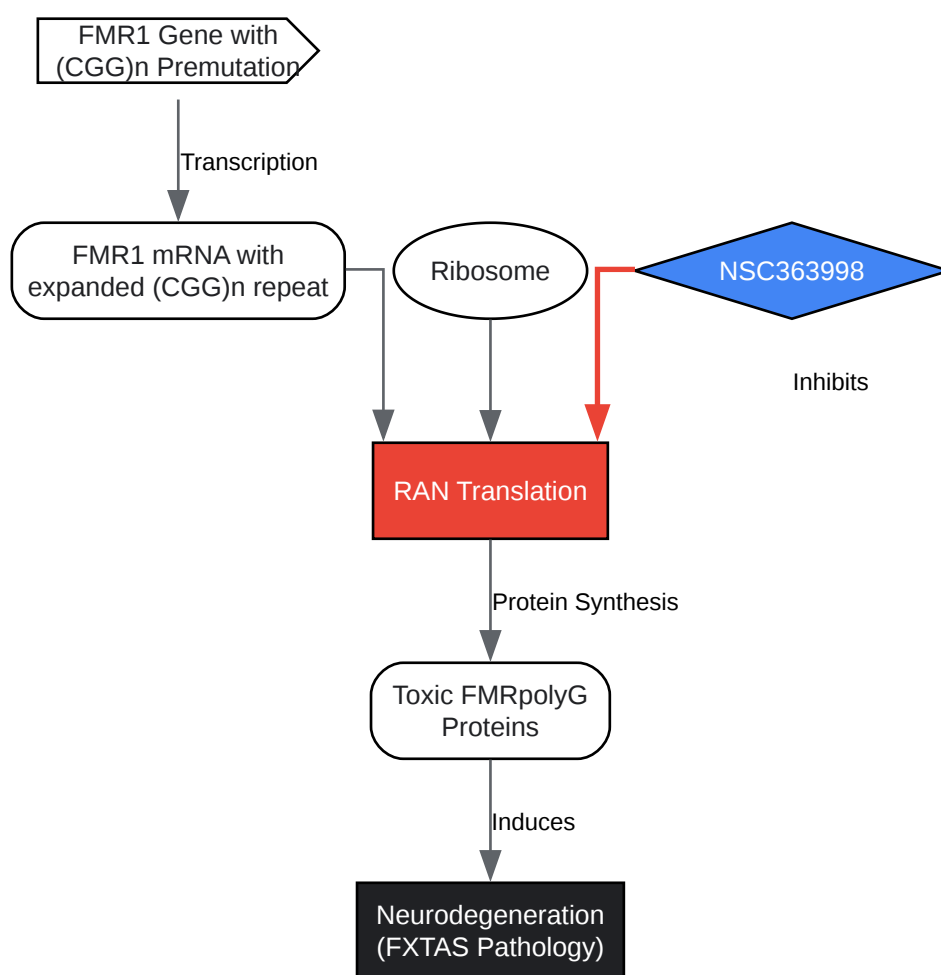 FMR1 Gene with
(CGG)n Premutation
Transcription
FMR1 mRNA with
expanded (CGG)n repeat
Ribosome
NSC363998
Inhibits
RAN Translation
Protein Synthesis
Toxic FMRpolyG
Proteins
Induces
Neurodegeneration
(FXTAS Pathology)